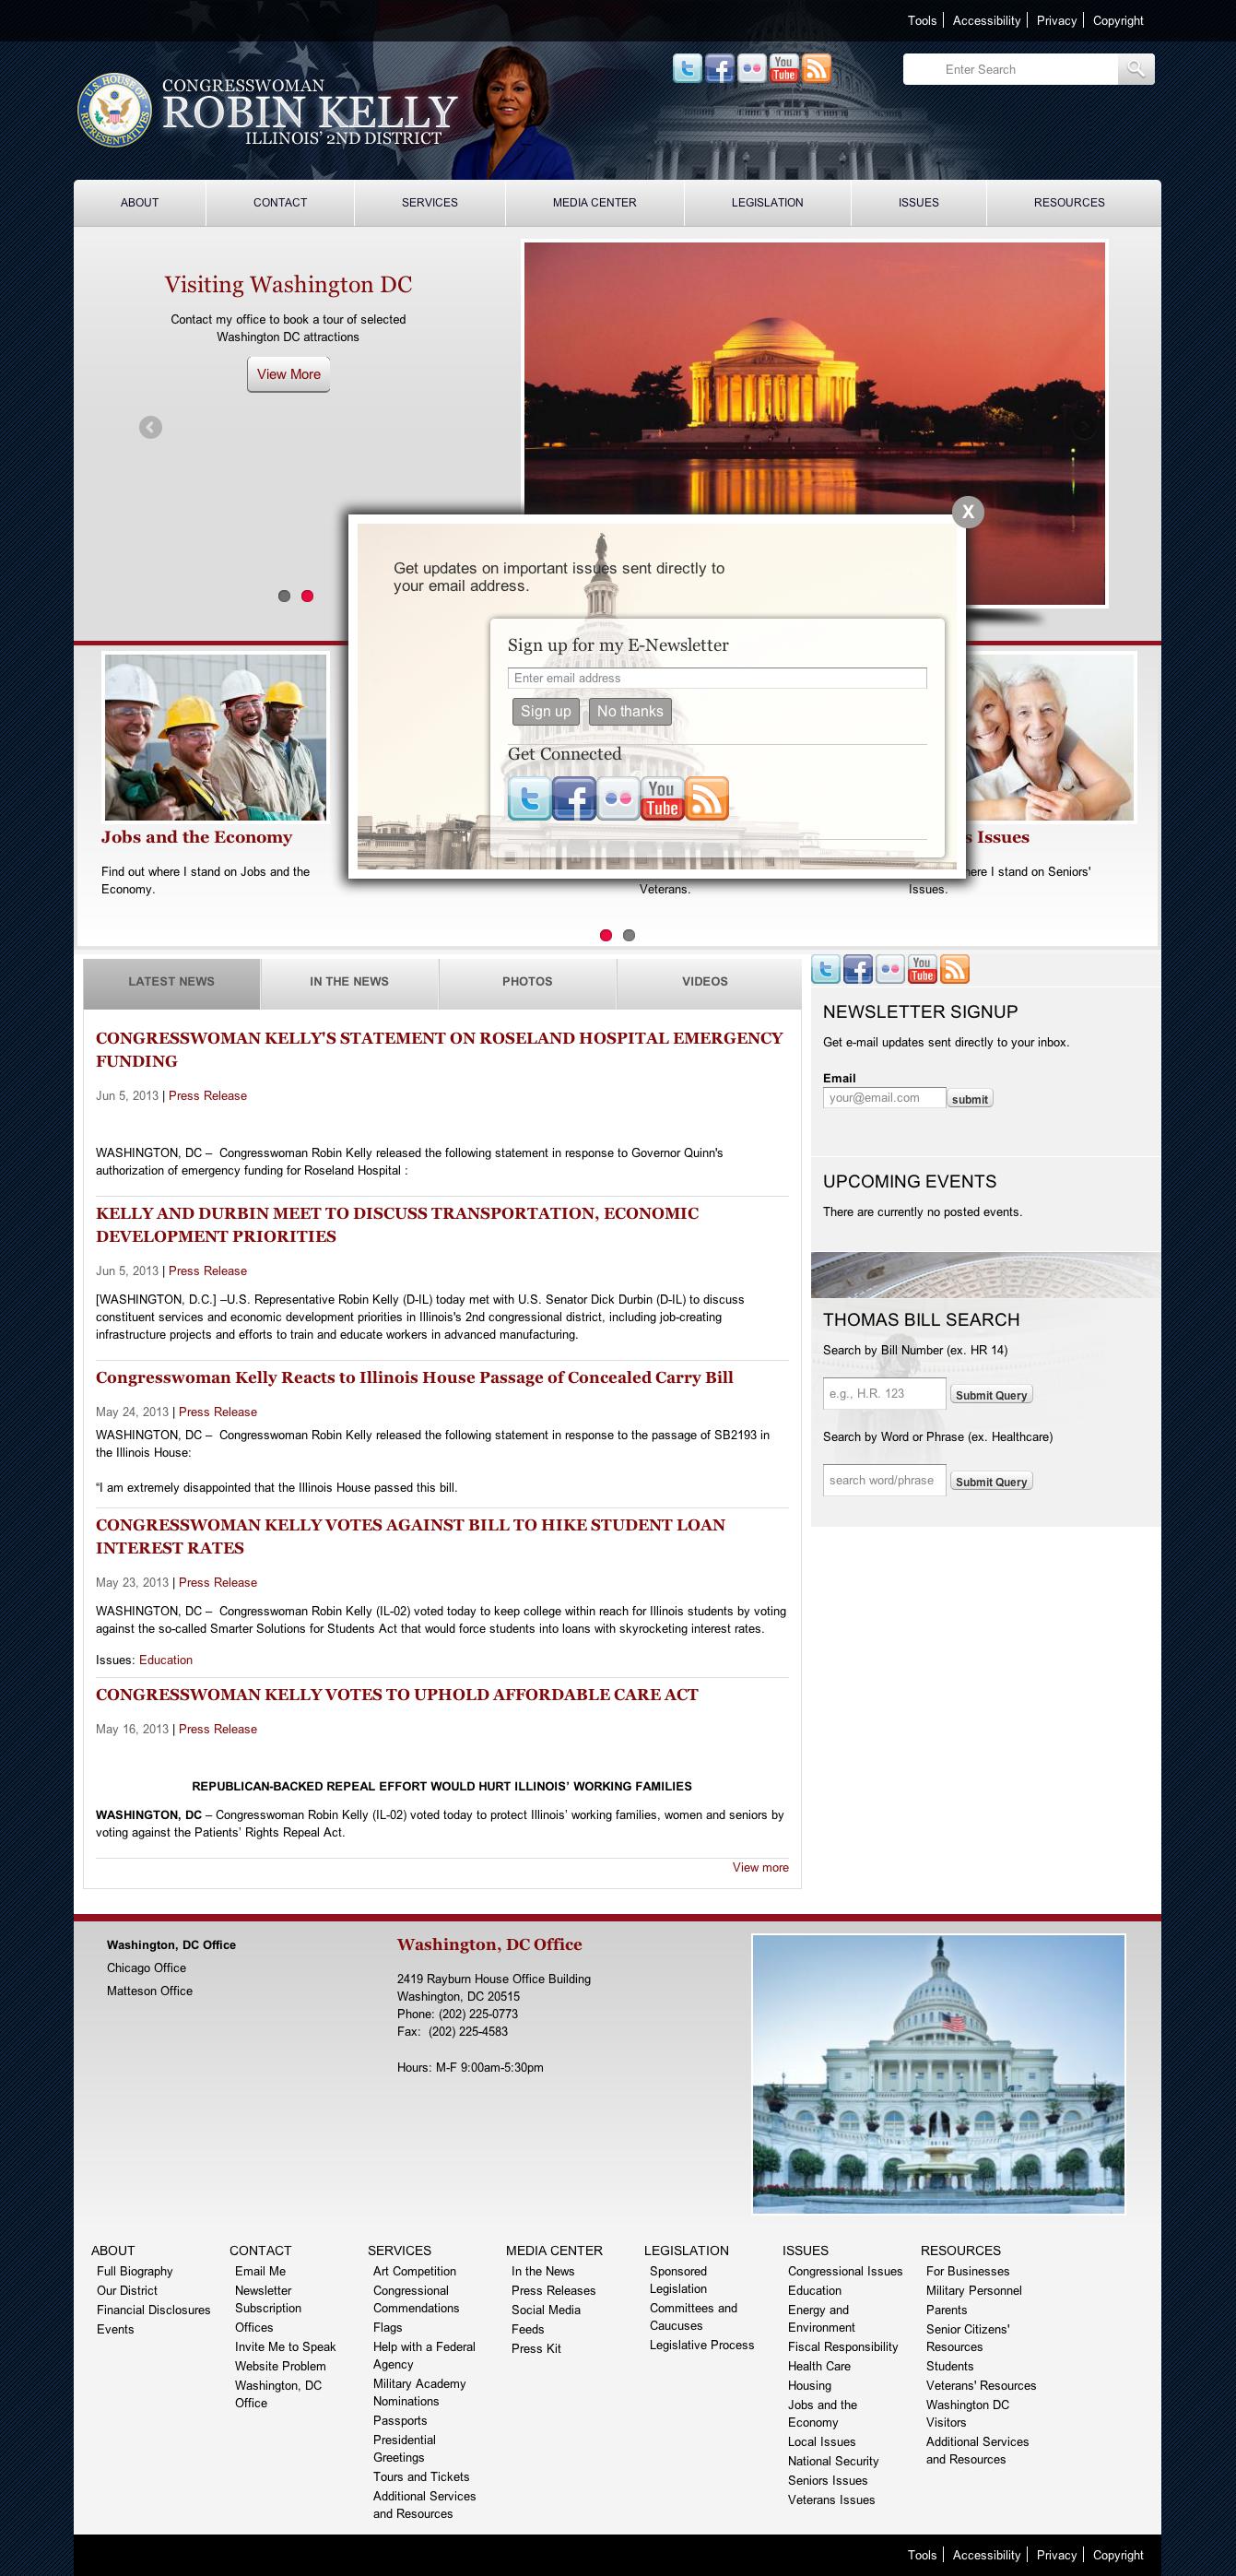 Tools Accessibility Privacy Copyright
Enter Search
CONGRESSWOMAN
ROBIN KELLY
ILLINOIS' 2ND DISTRICT
ABOUT CONTACT SERVICES MEDIA CENTER LEGISLATION ISSUES RESOURCES
Visiting Washington DC
Contact my office to book a tour of selected
Washington DC attractions
View More
X
Get updates on important issues sent directly to
your email address.
Sign up for my E-Newsletter
Enter email address
Sign up No thanks
Get Connected
You
Tube
Jobs and the Economy
Find out where I stand on Jobs and the
Economy.
Veterans.
s Issues
here I stand on Seniors'
Issues.
LATEST NEWS IN THE NEWS PHOTOS VIDEOS
CONGRESSWOMAN KELLY'S STATEMENT ON ROSELAND HOSPITAL EMERGENCY
FUNDING
Jun 5, 2013 | Press Release
WASHINGTON, DC – Congresswoman Robin Kelly released the following statement in response to Governor Quinn's
authorization of emergency funding for Roseland Hospital :
KELLY AND DURBIN MEET TO DISCUSS TRANSPORTATION, ECONOMIC
DEVELOPMENT PRIORITIES
Jun 5, 2013 | Press Release
[WASHINGTON, D.C.] –U.S. Representative Robin Kelly (D-IL) today met with U.S. Senator Dick Durbin (D-IL) to discuss
constituent services and economic development priorities in Illinois's 2nd congressional district, including job-creating
infrastructure projects and efforts to train and educate workers in advanced manufacturing.
Congresswoman Kelly Reacts to Illinois House Passage of Concealed Carry Bill
May 24, 2013 | Press Release
WASHINGTON, DC – Congresswoman Robin Kelly released the following statement in response to the passage of SB2193 in
the Illinois House:
“I am extremely disappointed that the Illinois House passed this bill.
CONGRESSWOMAN KELLY VOTES AGAINST BILL TO HIKE STUDENT LOAN
INTEREST RATES
May 23, 2013 | Press Release
WASHINGTON, DC – Congresswoman Robin Kelly (IL-02) voted today to keep college within reach for Illinois students by voting
against the so-called Smarter Solutions for Students Act that would force students into loans with skyrocketing interest rates.
Issues: Education
CONGRESSWOMAN KELLY VOTES TO UPHOLD AFFORDABLE CARE ACT
May 16, 2013 | Press Release
REPUBLICAN-BACKED REPEAL EFFORT WOULD HURT ILLINOIS’ WORKING FAMILIES
WASHINGTON, DC – Congresswoman Robin Kelly (IL-02) voted today to protect Illinois’ working families, women and seniors by
voting against the Patients’ Rights Repeal Act.
View more
You
Tube
NEWSLETTER SIGNUP
Get e-mail updates sent directly to your inbox.
Email
your@email.com submit
UPCOMING EVENTS
There are currently no posted events.
THOMAS BILL SEARCH
Search by Bill Number (ex. HR 14)
e.g., H.R. 123 Submit Query
Search by Word or Phrase (ex. Healthcare)
search word/phrase Submit Query
Washington, DC Office
Chicago Office
Matteson Office
Washington, DC Office
2419 Rayburn House Office Building
Washington, DC 20515
Phone: (202) 225-0773
Fax: (202) 225-4583
Hours: M-F 9:00am-5:30pm
ABOUT
Full Biography
Our District
Financial Disclosures
Events
CONTACT
Email Me
Newsletter
Subscription
Offices
Invite Me to Speak
Website Problem
Washington, DC
Office
SERVICES
Art Competition
Congressional
Commendations
Flags
Help with a Federal
Agency
Military Academy
Nominations
Passports
Presidential
Greetings
Tours and Tickets
Additional Services
and Resources
MEDIA CENTER
In the News
Press Releases
Social Media
Feeds
Press Kit
LEGISLATION
Sponsored
Legislation
Committees and
Caucuses
Legislative Process
ISSUES
Congressional Issues
Education
Energy and
Environment
Fiscal Responsibility
Health Care
Housing
Jobs and the
Economy
Local Issues
National Security
Seniors Issues
Veterans Issues
RESOURCES
For Businesses
Military Personnel
Parents
Senior Citizens'
Resources
Students
Veterans' Resources
Washington DC
Visitors
Additional Services
and Resources
Tools Accessibility Privacy Copyright